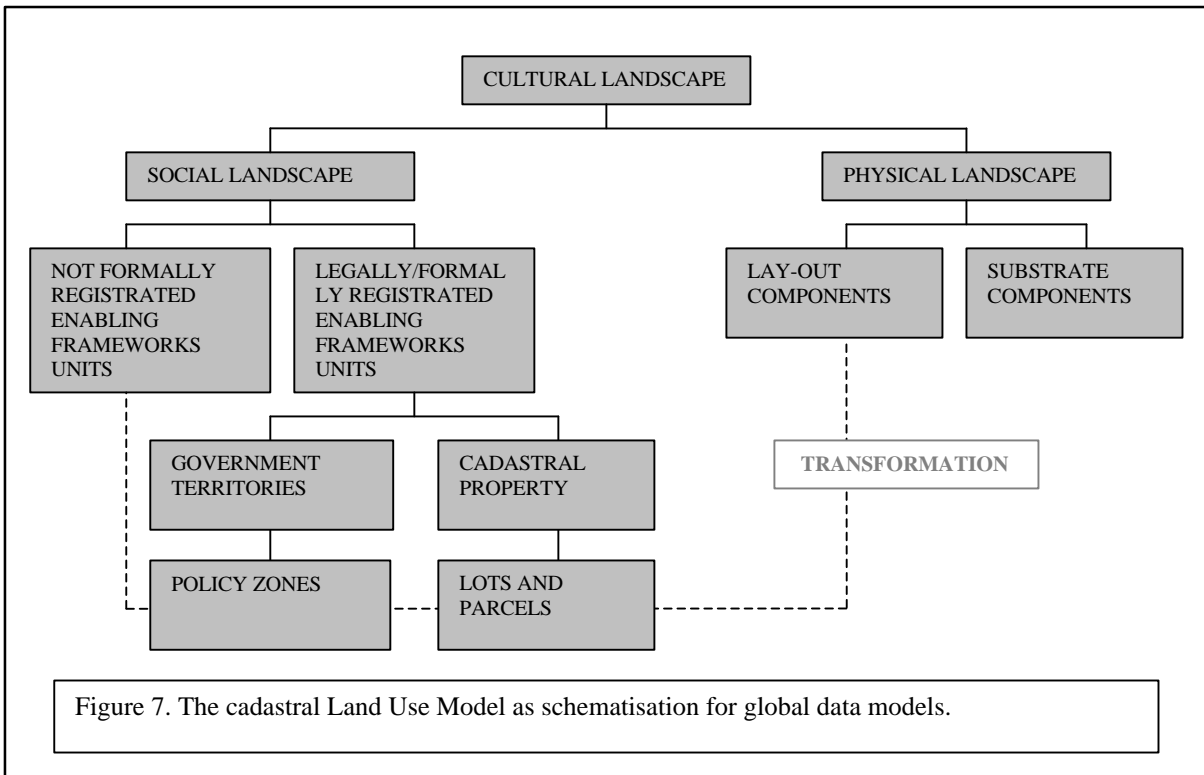 CULTURAL LANDSCAPE
SOCIAL LANDSCAPE
PHYSICAL LANDSCAPE
NOT FORMALLY
REGISTRATED
ENABLING
FRAMEWORKS
UNITS
LEGALLY/FORMAL
LY REGISTRATED
ENABLING
FRAMEWORKS
UNITS
LAY-OUT
COMPONENTS
SUBSTRATE
COMPONENTS
GOVERNMENT
TERRITORIES
CADASTRAL
PROPERTY
TRANSFORMATION
POLICY ZONES
LOTS AND
PARCELS
Figure 7. The cadastral Land Use Model as schematisation for global data models.